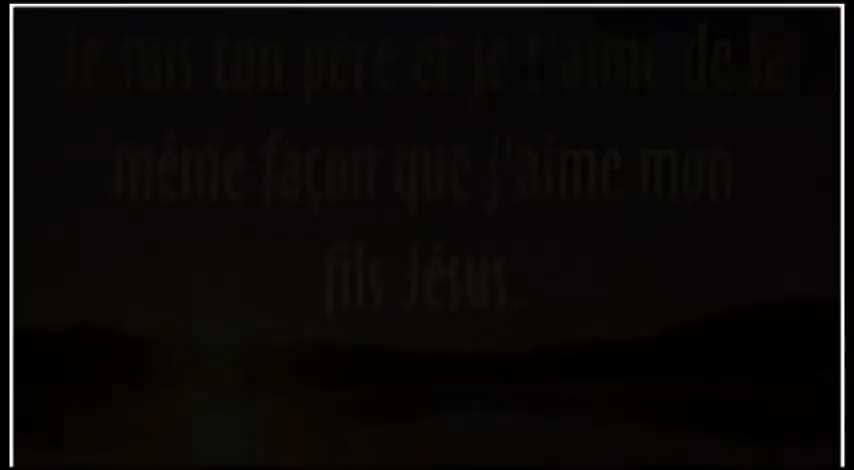 Je suis ton père et je t'aime de la
même façon que j'aime mon
fils Jésus.